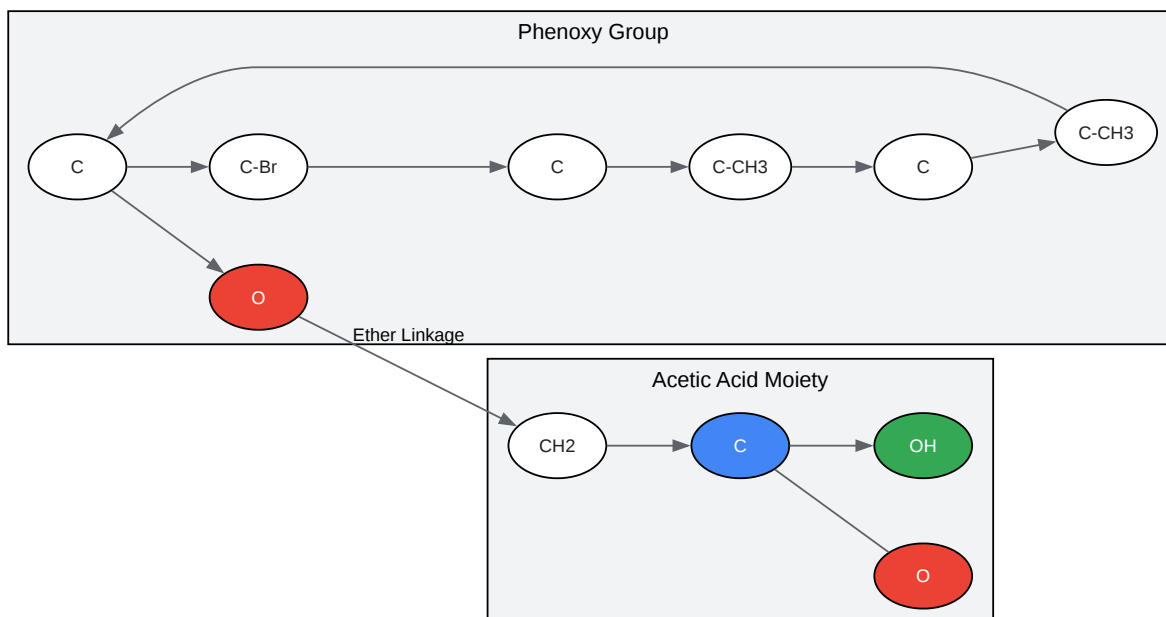 Phenoxy Group
C-CH3
C
C-Br
C
C-CH3
C
O
Ether Linkage
Acetic Acid Moiety
CH2
C
OH
O